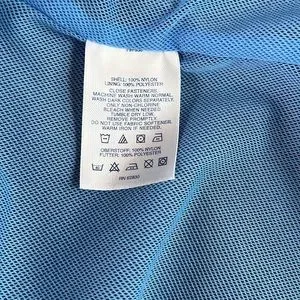 SHELL: 100% NYLON
LINING: 100% POLYESTER
CLOSE FASTENERS.
MACHINE WASH WARM NORMAL.
WASH DARK COLORS SEPARATELY.
ONLY NON-CHLORINE
BLEACH WHEN NEEDED
TUMBLE DRY LOW.
REMOVE PROMPTLY.
DO NOT USE FABRIC SOFTENER.
WARM IRON IF NEEDED.
OBERSTOFF: 100% NYLON
FUTTER: 100% POLYESTER
RN